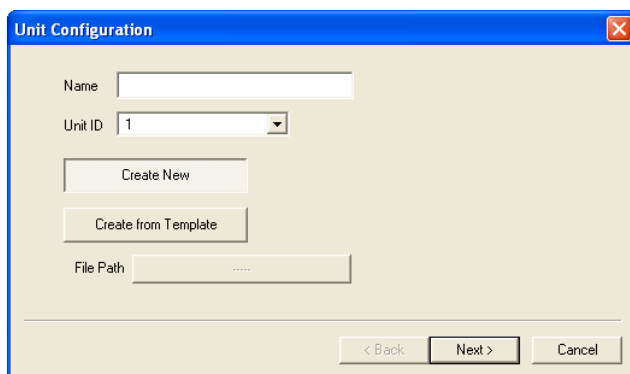 Unit Configuration
Name
Unit ID 1
Create New
Create from Template
File Path -----
< Back Next > Cancel